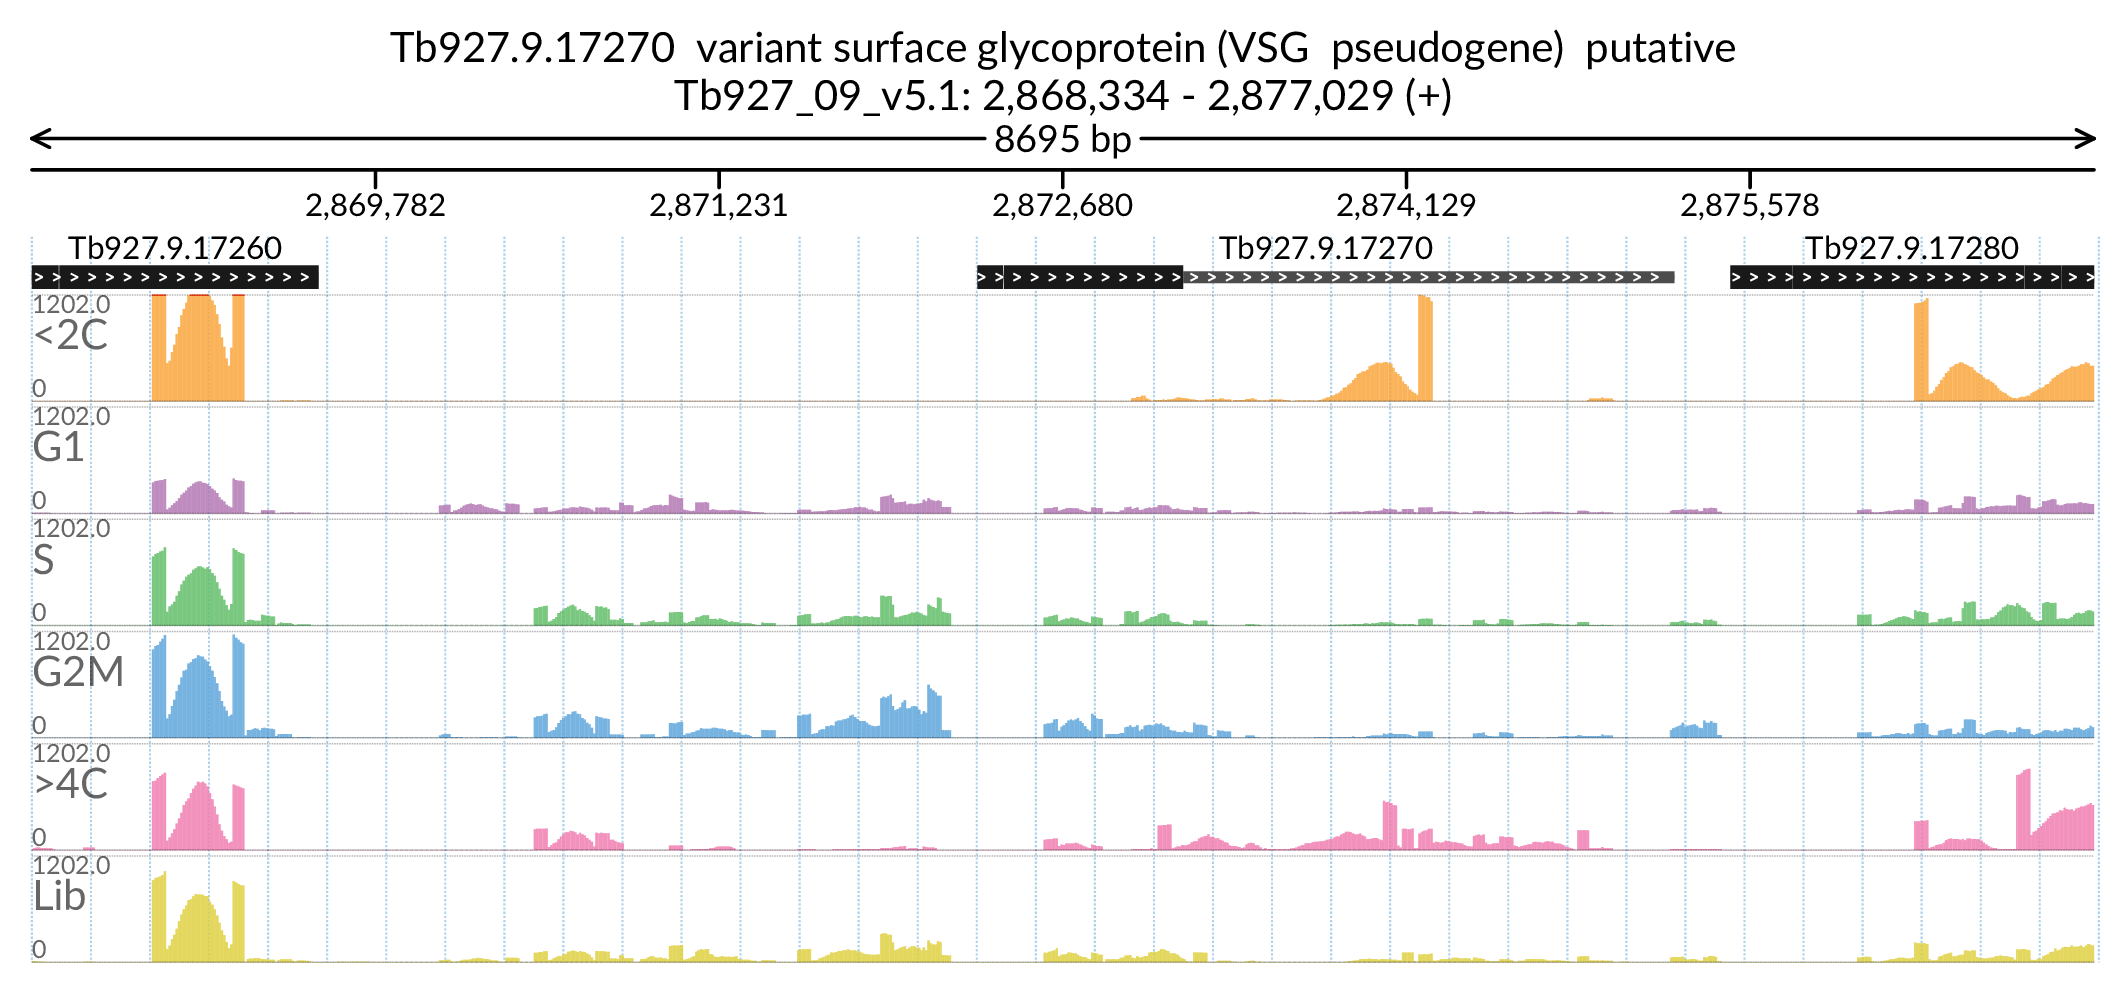 Tb927.9.17270 variant surface glycoprotein (VSG pseudogene) putative
Tb927_09_v5.1: 2,868,334 - 2,877,029 (+)
8695 bp
2,869,782 2,871,231 2,872,680 2,874,129 2,875,578
Tb927.9.17260 Tb927.9.17270 Tb927.9.17280
1202.0
<2C
0
1202.0
G1
0
1202.0
S
0
1202.0
G2M
0
1202.0
>4C
0
1202.0
Lib
0